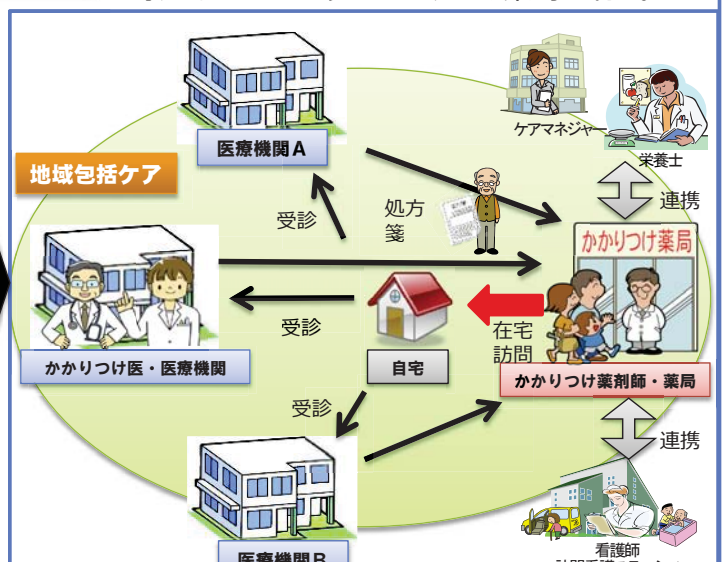 医療機関A
ケアマネジャー
栄養士
地域包括ケア
受診
処方
箋
連携
かかりつけ薬局
受診
在宅
訪問
かかりつけ医・医療機関
自宅
かかりつけ薬剤師・薬局
受診
連携
医療機関B
看護師